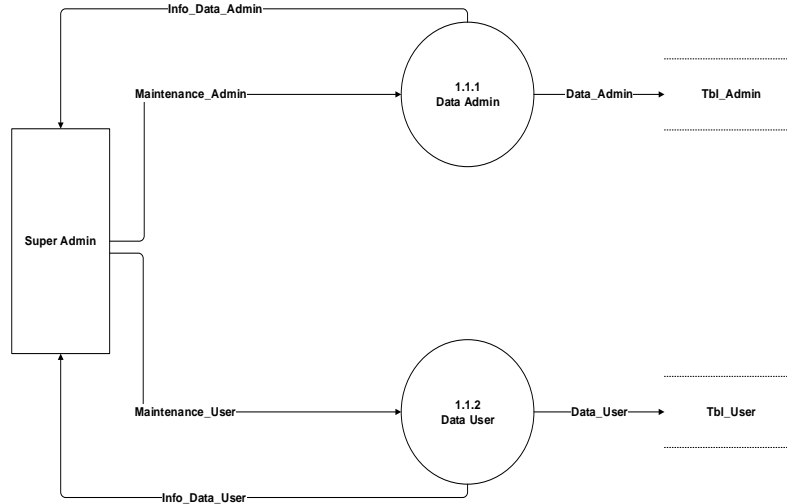 Info_Data_Admin
Maintenance_Admin
1.1.1
Data Admin
Data_Admin
Tbl_Admin
Super Admin
Maintenance_User
1.1.2
Data User
Data_User
Tbl_User
Info_Data_User